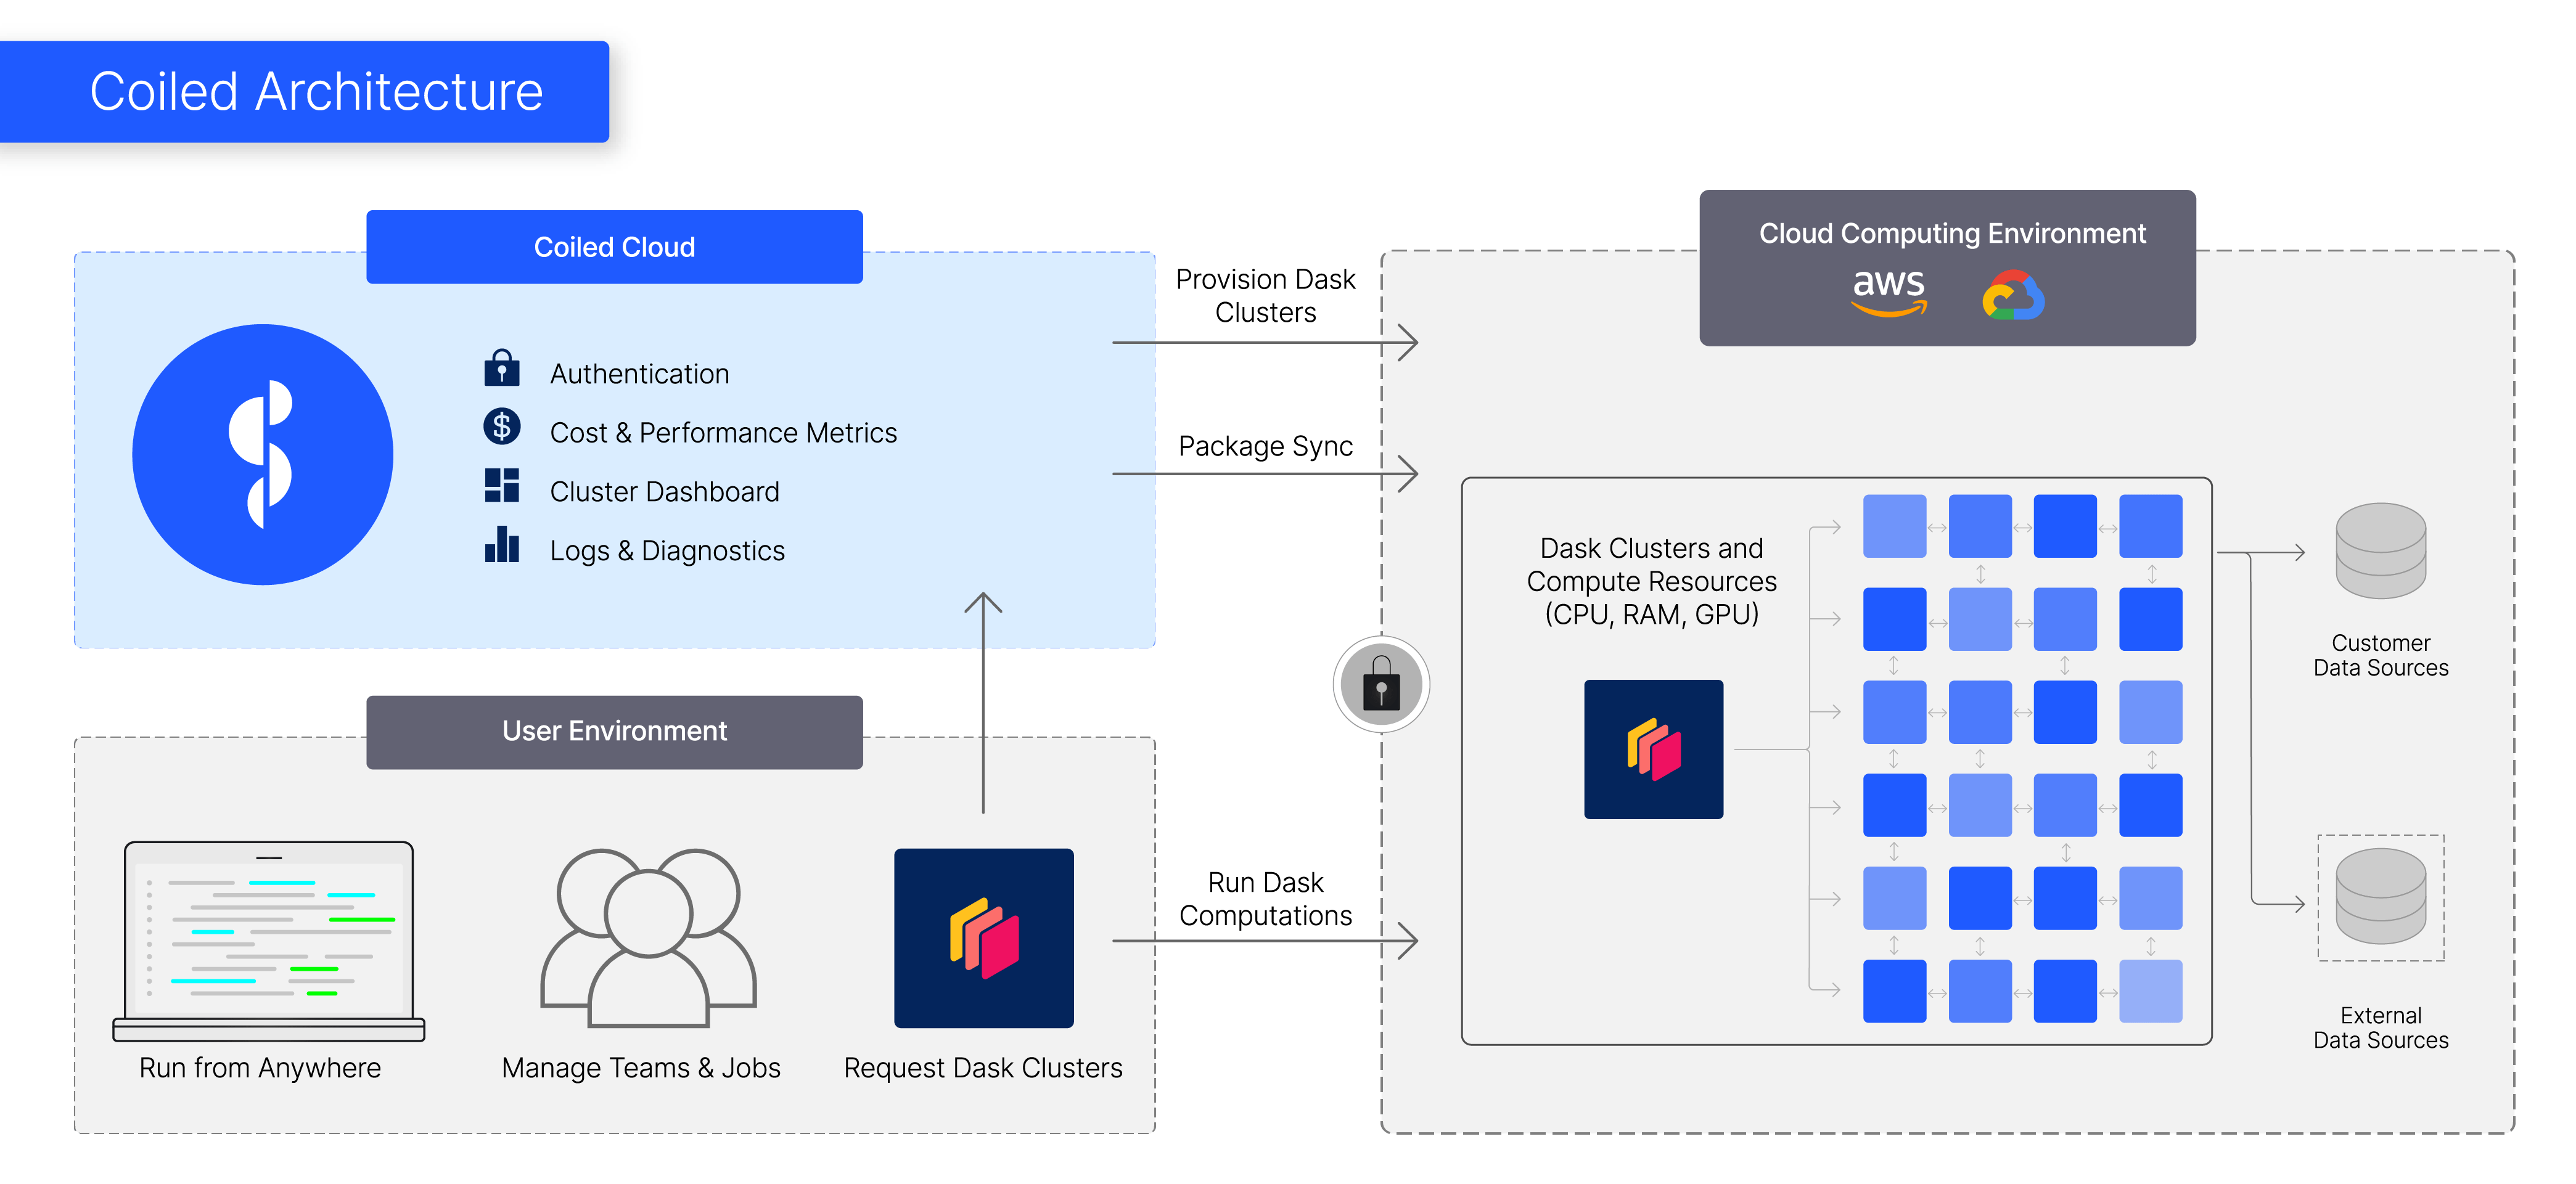 Coiled Architecture
Coiled Cloud
Authentication
Cost & Performance Metrics
Cluster Dashboard
Logs & Diagnostics
User Environment
Run from Anywhere
Manage Teams & Jobs
Request Dask Clusters
Provision Dask
Clusters
Package Sync
Run Dask
Computations
Cloud Computing Environment
aws
Dask Clusters and
Compute Resources
(CPU, RAM, GPU)
Customer
Data Sources
External
Data Sources